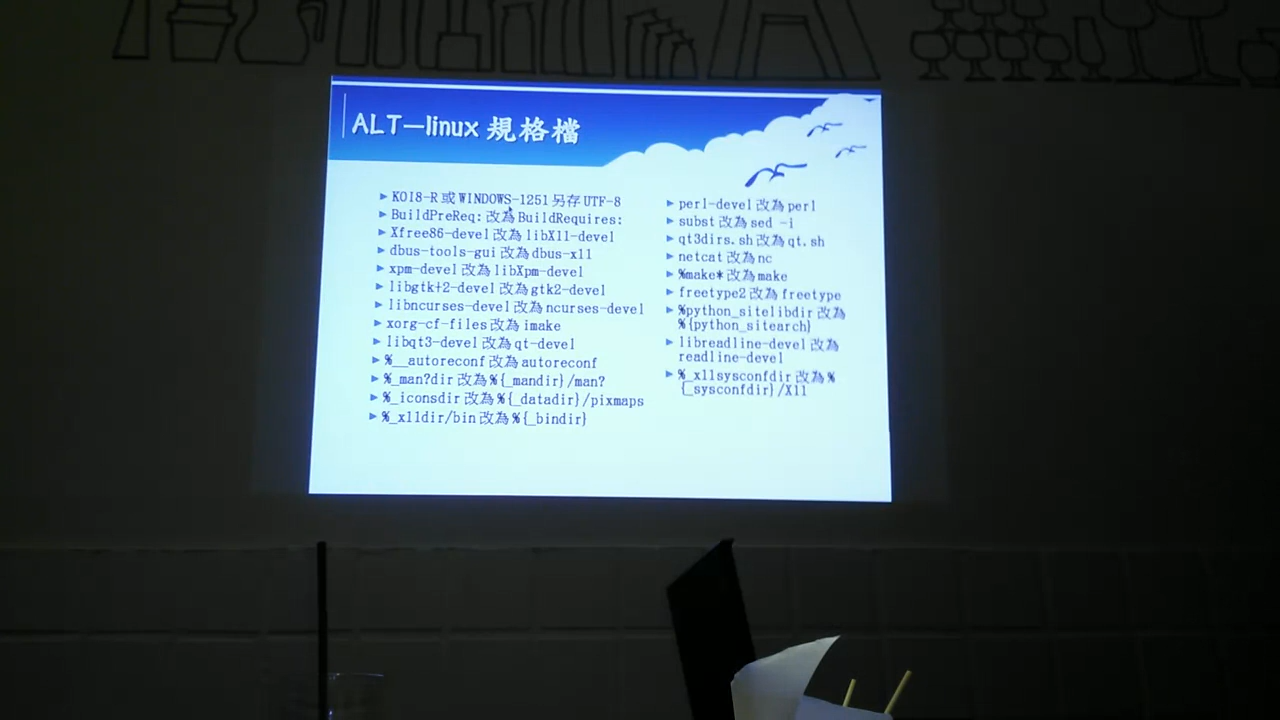 ALT-linux 規格檔
KOI8-R 或 WINDOWS-1251 另存 UTF-8
BuildPreReq: 改為 BuildRequires:
Xfree86-devel 改為 libX11-devel
dbus-tools-gui 改為 dbus-x11
xpm-devel 改為 libXpm-devel
libgtk+2-devel 改為 gtk2-devel
libncurses-devel 改為 ncurses-devel
xorg-cf-files 改為 imake
libqt3-devel 改為 qt-devel
%__autoreconf 改為 autoreconf
%_man?dir 改為 %{_mandir}/man?
%_iconsdir 改為 %{_datadir}/pixmaps
%_x11dir/bin 改為 %{_bindir}
perl-devel 改為 perl
subst 改為 sed -i
qt3dirs.sh 改為 qt.sh
netcat 改為 nc
%make* 改為 make
freetype2 改為 freetype
%python_sitelibdir 改為
%{python_sitearch}
libreadline-devel 改為
readline-devel
%_x11sysconfdir 改為 %
{_sysconfdir}/X11